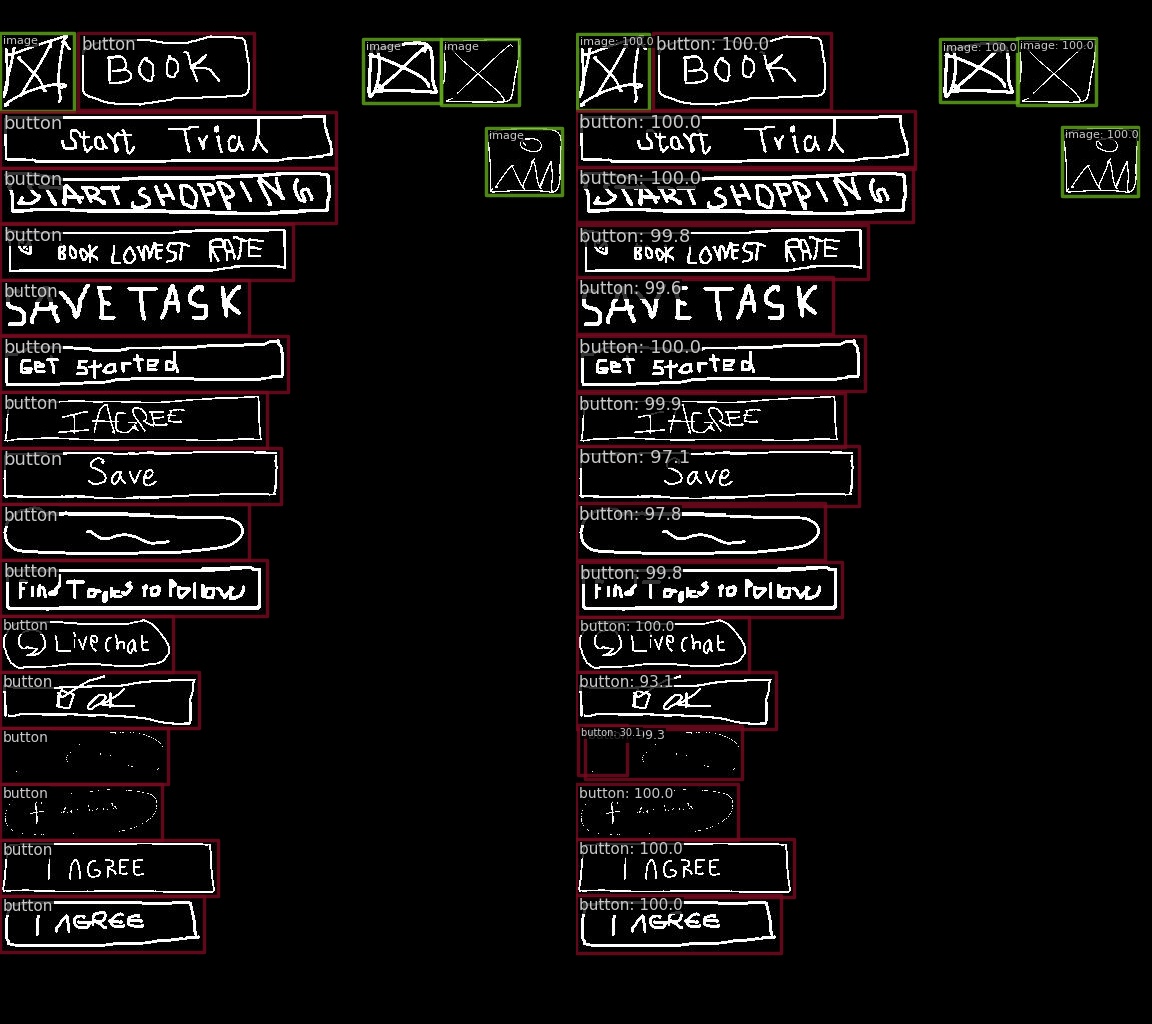 image button BOOK image image image: 100.0 button: 100.0 BOOK image: 100.0 image: 100.0
button Start Trial image button: 100.0 Start Trial image: 100.0
button START SHOPPING button: 100.0 START SHOPPING
button BOOK LOWEST RATE button: 99.8 BOOK LOWEST RATE
button SAVE TASK button: 99.6 SAVE TASK
button GeT Started button: 100.0 GeT Started
button I AGREE button: 99.9 I AGREE
button Save button: 97.1 Save
button button: 97.8
button Find Topics to Follow button: 99.8 Find Topics to Follow
button Live chat button: 100.0 Live chat
button OK button: 93.1 OK
button button: 30.1 9.3
button f button: 100.0 f
button I AGREE button: 100.0 I AGREE
button I AGREE button: 100.0 I AGREE